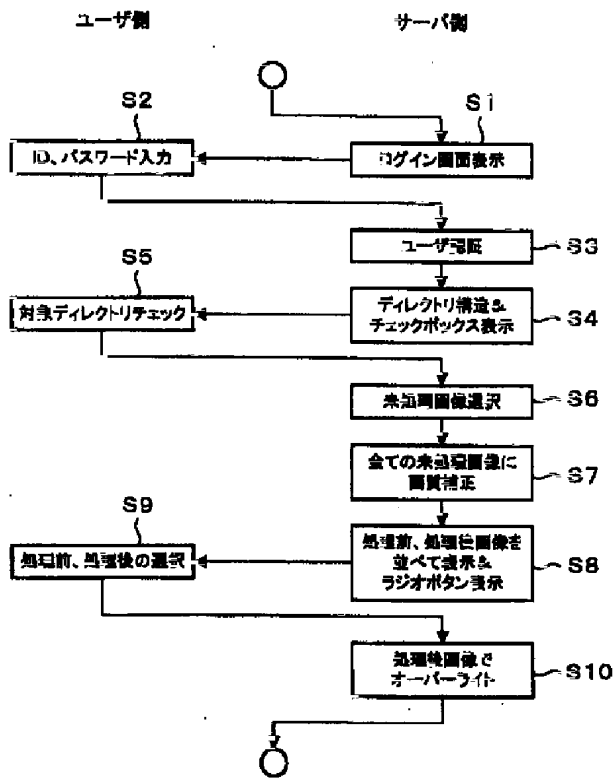 ユーザ側
サーバ側
S2
S1
ID、パスワード入力
ログイン画面表示
ユーザ認証
S3
S5
対象ディレクトリチェック
ディレクトリ構造&
チェックボックス表示
S4
未処理画像選択
S6
全ての未処理画像に
画質補正
S7
S9
処理前、処理後の選択
処理前、処理後画像を
並べて表示&
ラジオボタン表示
S8
処理後画像で
オーバーライト
S10